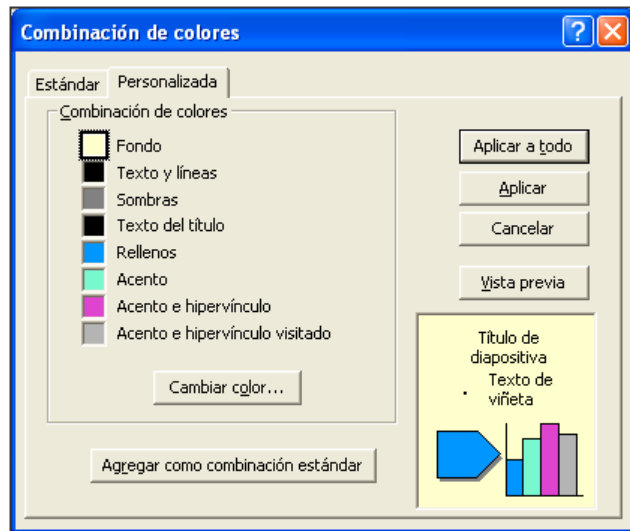 Combinación de colores
Estándar
Personalizada
Combinación de colores
Fondo
Texto y líneas
Sombras
Texto del título
Rellenos
Acento
Acento e hipervínculo
Acento e hipervínculo visitado
Cambiar color...
Agregar como combinación estándar
Aplicar a todo
Aplicar
Cancelar
Vista previa
Título de
diapositiva
· Texto de
viñeta